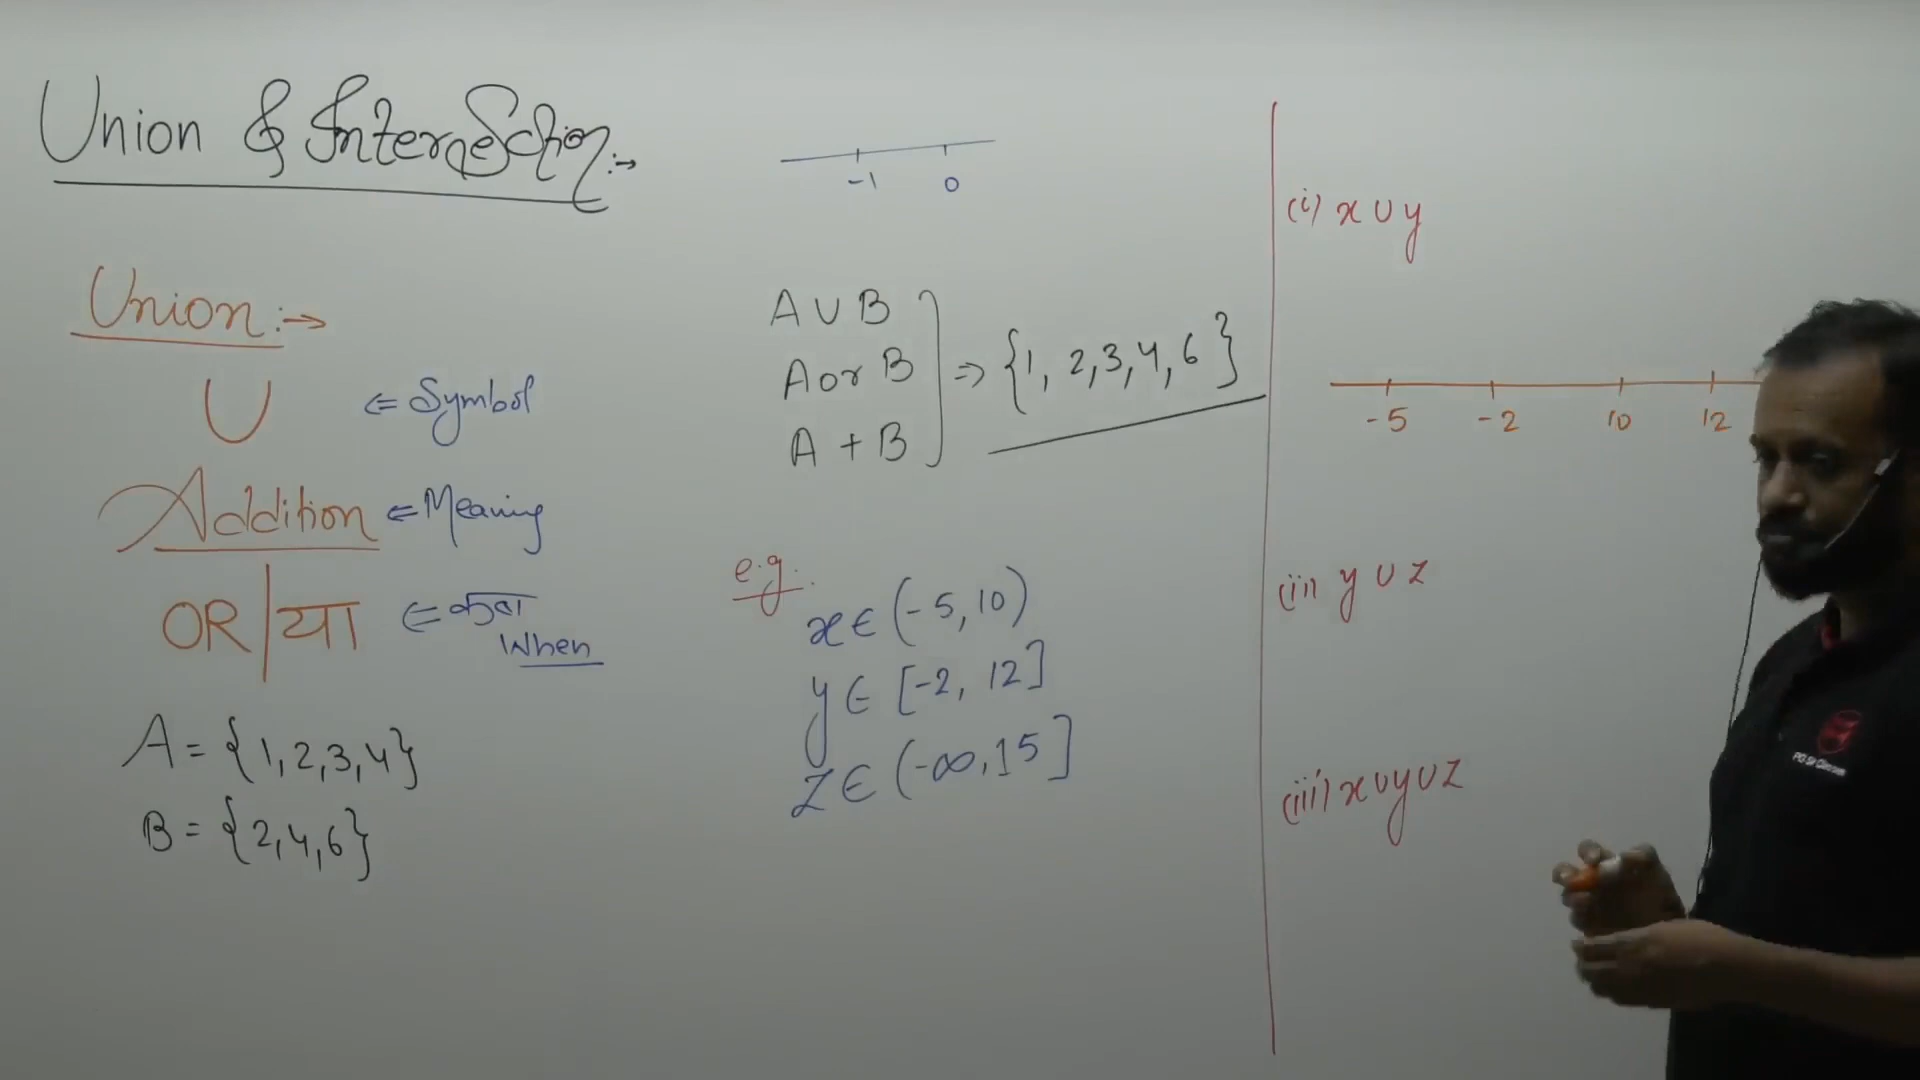 Union & Intersection :→
-1 0
Union :→
∪ ⇐ Symbol
Addition ⇐ Meaning
OR | या ⇐ कब
When
A = {1, 2, 3, 4}
B = {2, 4, 6}
A ∪ B
A or B ⇒ {1, 2, 3, 4, 6}
A + B
e.g.
x ∈ (-5, 10)
y ∈ [-2, 12]
z ∈ (-∞, 15]
(i) x ∪ y
-5 -2 10 12
(ii) y ∪ z
(iii) x ∪ y ∪ z